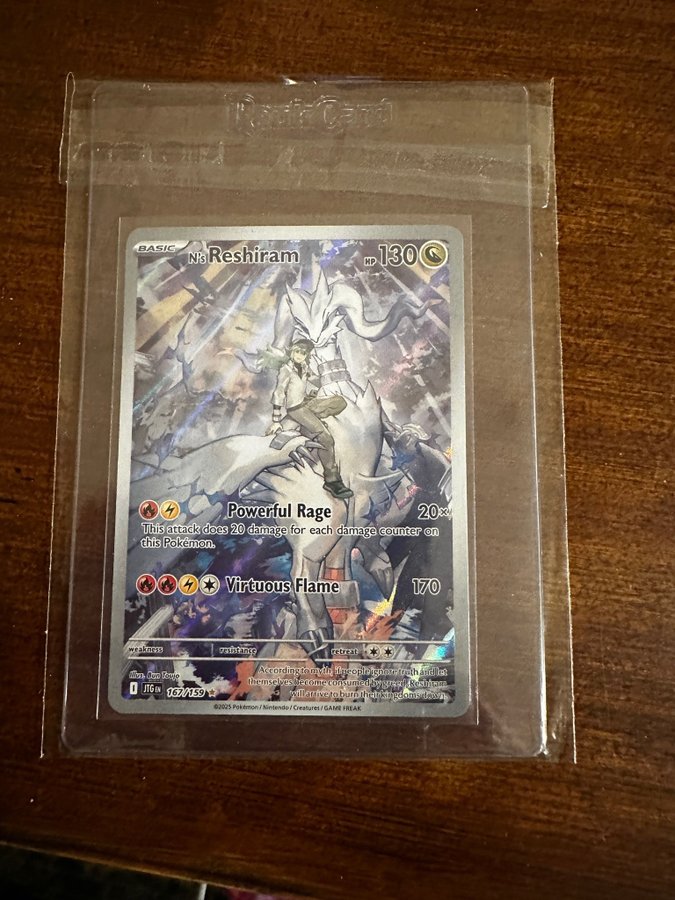 BASIC
N's Reshiram HP 130
Powerful Rage 20×
This attack does 20 damage for each damage counter on
this Pokémon.
Virtuous Flame 170
weakness resistance retreat
Illus. Bun Toujo
JTG EN 167/159
According to myth, if people ignore truth and let
themselves become consumed by greed, Reshiram
will arrive to burn their kingdoms down.
©2025 Pokémon / Nintendo / Creatures / GAME FREAK